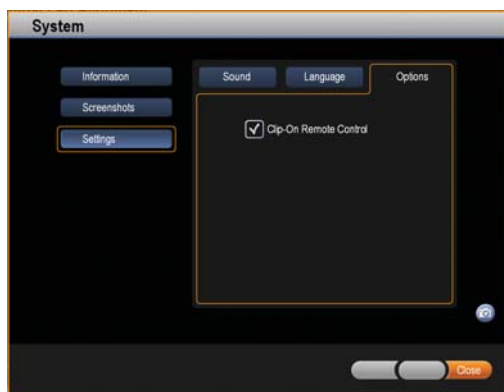 System
Information
Screenshots
Settings
Sound
Language
Options
Clip-On Remote Control
Close